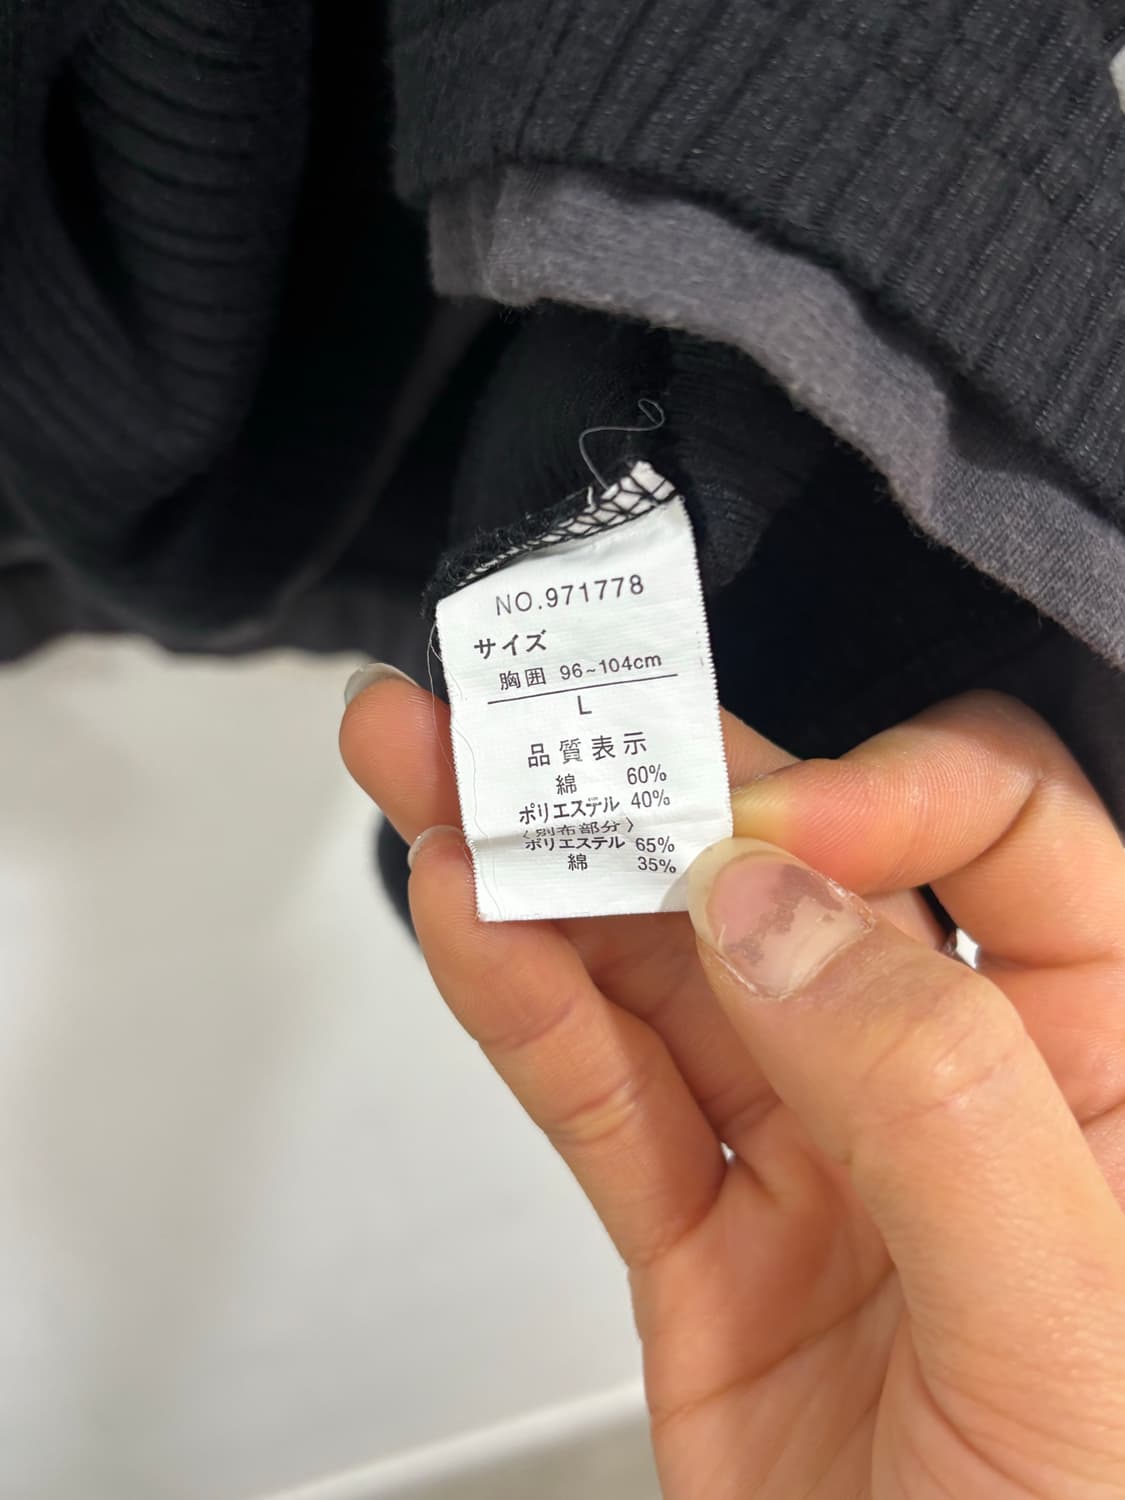 NO.971778
サイズ
胸囲 96~104cm
L
品質表示
綿 60%
ポリエステル 40%
〈別布部分〉
ポリエステル 65%
綿 35%